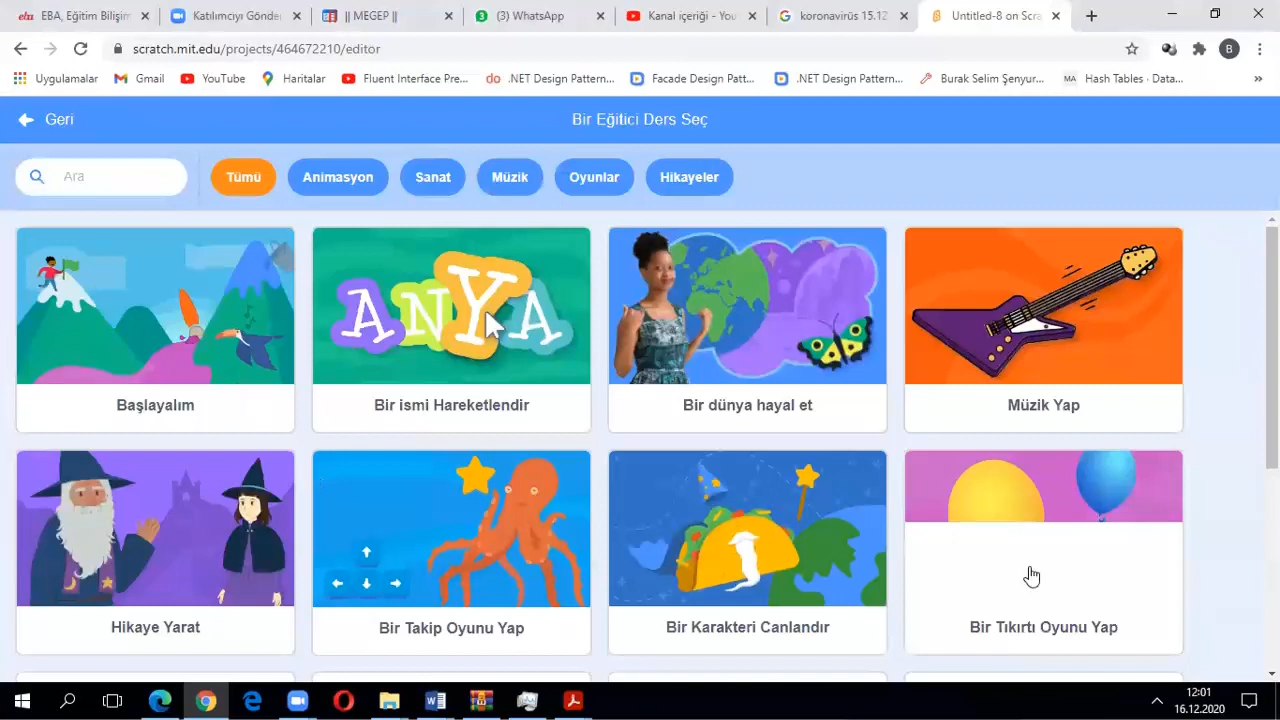 EBA, Eğitim Bilişim
Katılımcıyı Gönder
|| MEGEP ||
(3) WhatsApp
Kanal içeriği - You
koronavirüs 15.12
Untitled-8 on Scra
scratch.mit.edu/projects/464672210/editor
B
Uygulamalar
Gmail
YouTube
Haritalar
Fluent Interface Pre...
.NET Design Pattern...
Facade Design Patt...
.NET Design Pattern...
Burak Selim Şenyur...
MA Hash Tables - Data...
Geri
Bir Eğitici Ders Seç
Ara
Tümü
Animasyon
Sanat
Müzik
Oyunlar
Hikayeler
ANYA
Başlayalım
Bir ismi Hareketlendir
Bir dünya hayal et
Müzik Yap
Hikaye Yarat
Bir Takip Oyunu Yap
Bir Karakteri Canlandır
Bir Tıkırtı Oyunu Yap
12:01
16.12.2020